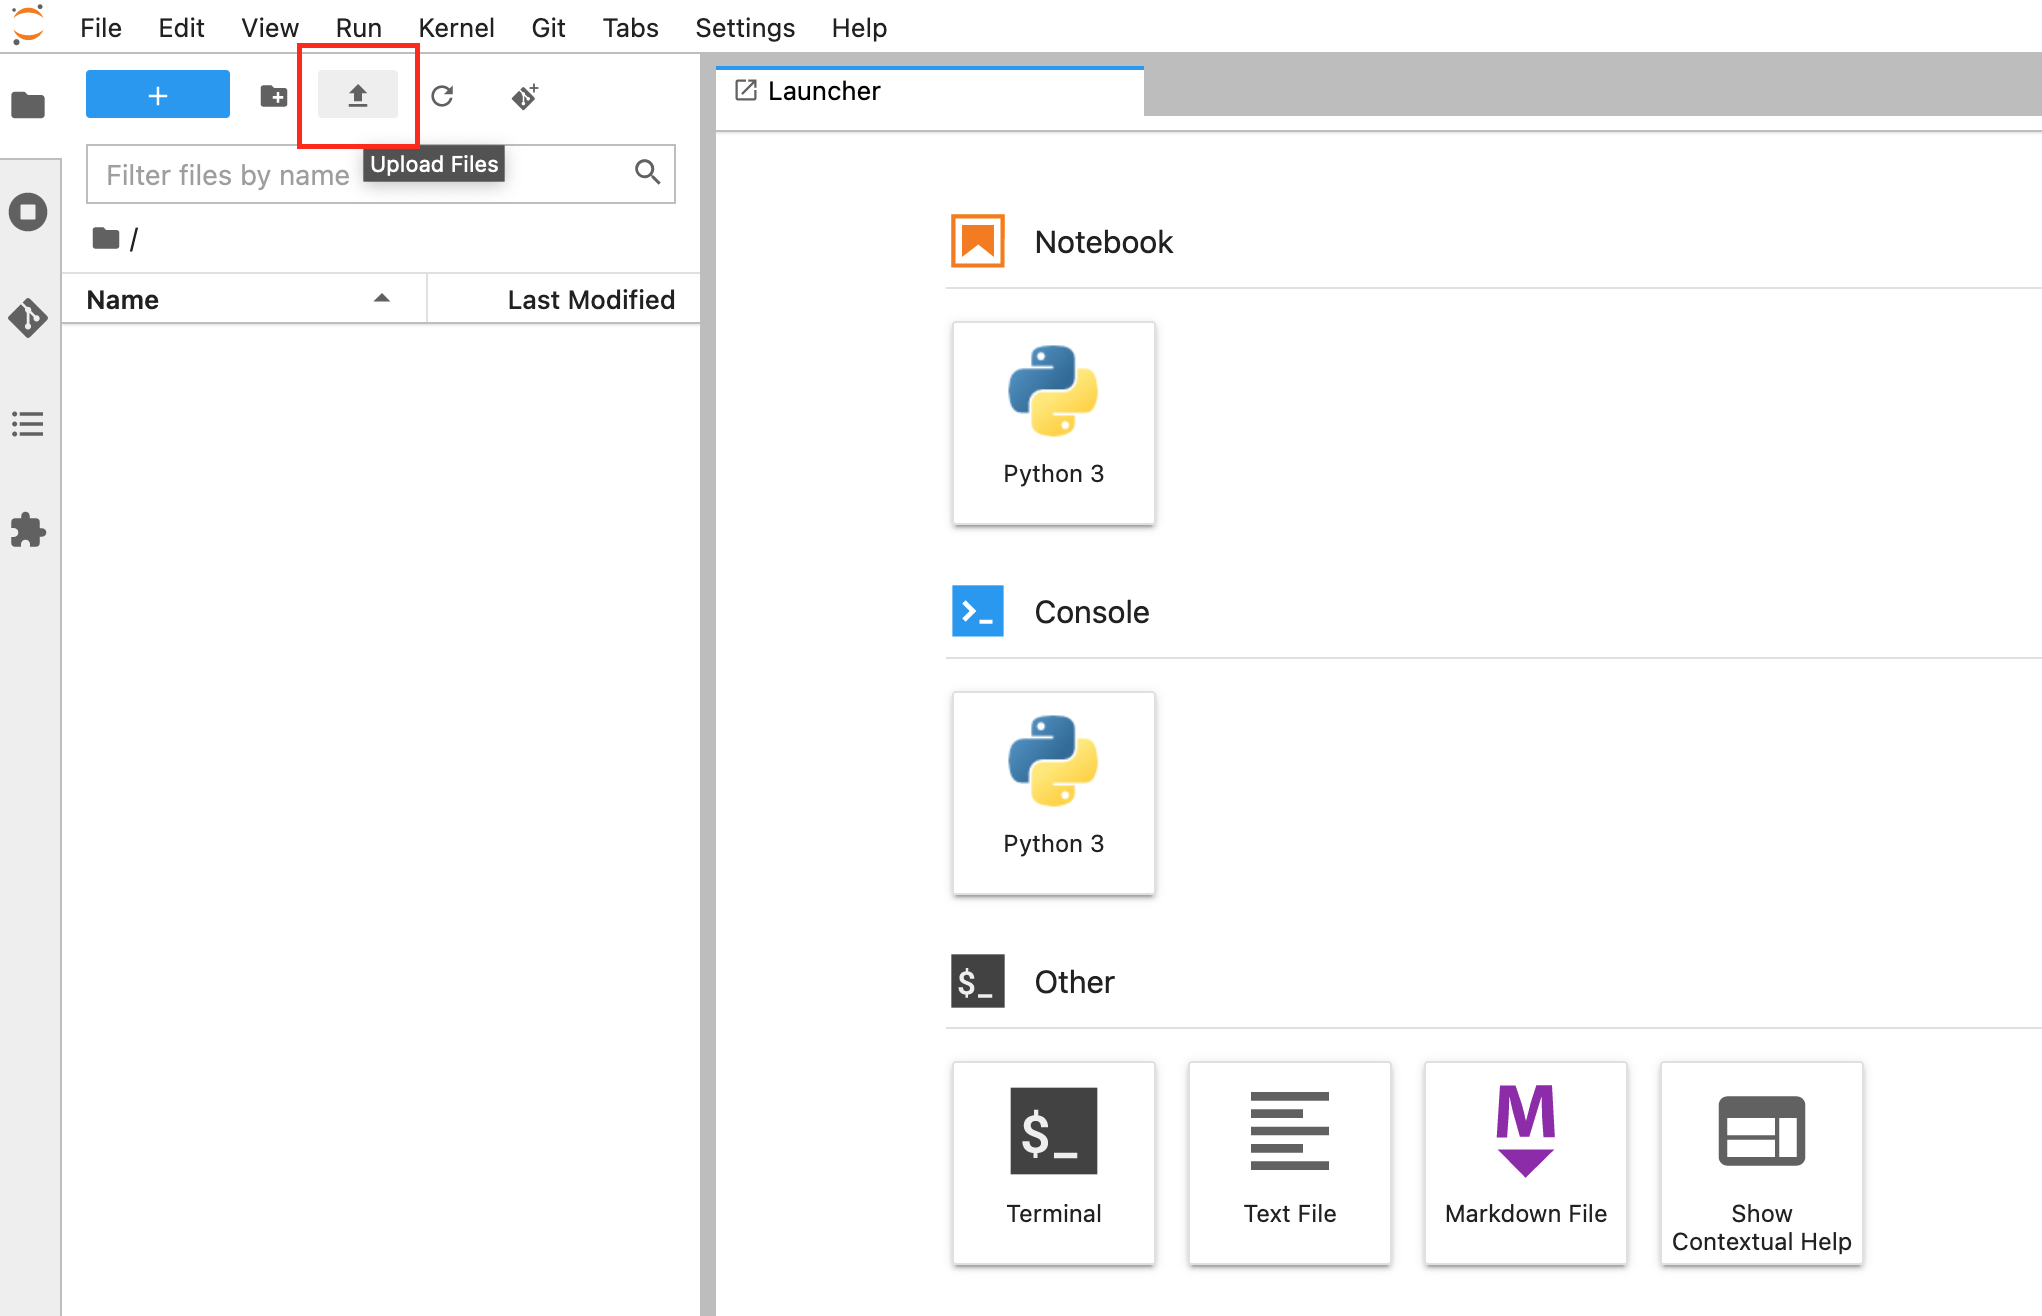 File Edit View Run Kernel Git Tabs Settings Help
+
Launcher
Upload Files
Filter files by name
/
Name Last Modified
Notebook
Python 3
>_ Console
Python 3
$_ Other
$_
Terminal
Text File
M
Markdown File
Show
Contextual Help